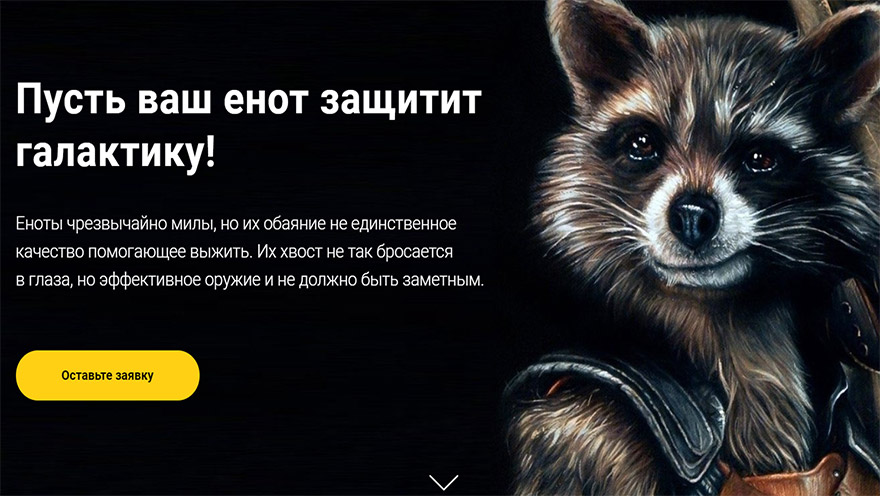 Пусть ваш енот защитит
галактику!
Еноты чрезвычайно милы, но их обаяние не единственное
качество помогающее выжить. Их хвост не так бросается
в глаза, но эффективное оружие и не должно быть заметным.
Оставьте заявку